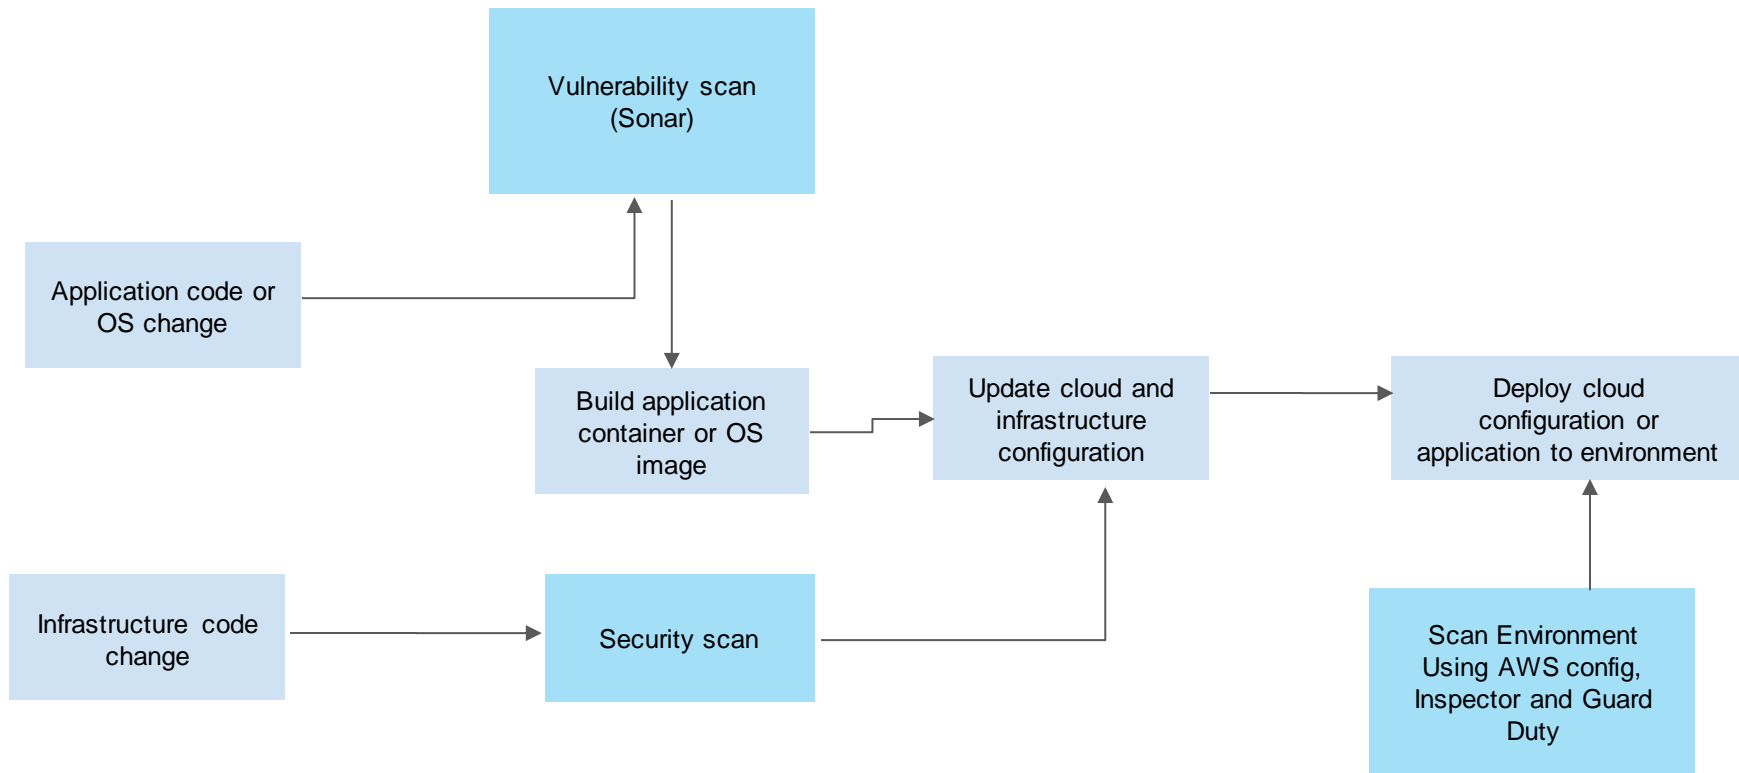 Vulnerability scan
(Sonar)
Application code or
OS change
Build application
container or OS
image
Update cloud and
infrastructure
configuration
Deploy cloud
configuration or
application to environment
Infrastructure code
change
Security scan
Scan Environment
Using AWS config,
Inspector and Guard
Duty